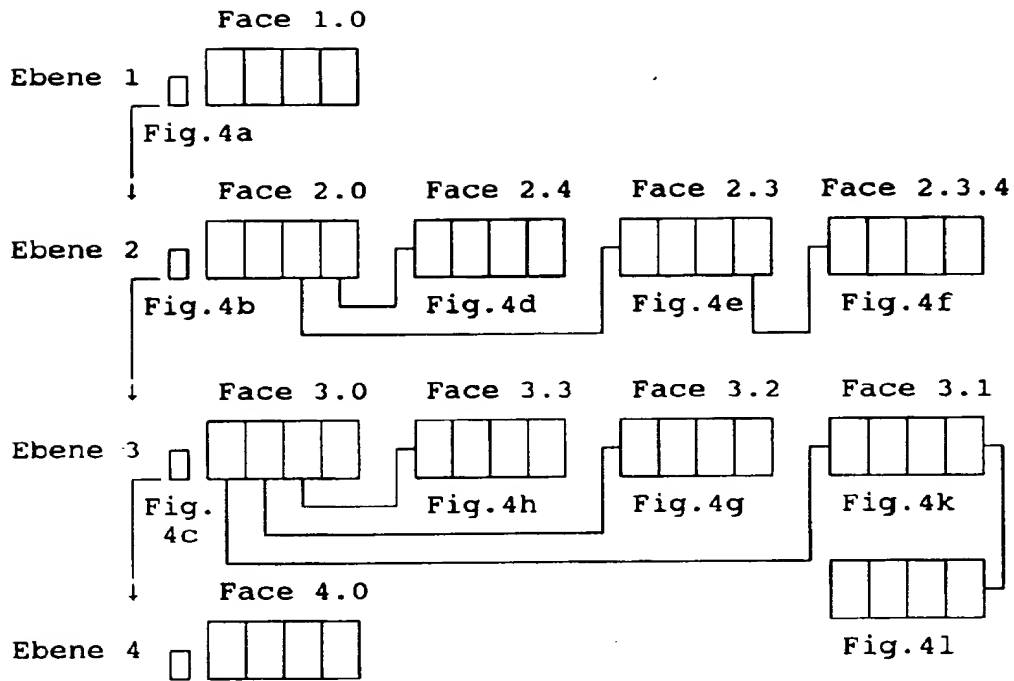 Face 1.0
Ebene 1
Fig.4a
Face 2.0 Face 2.4 Face 2.3 Face 2.3.4
Ebene 2
Fig.4b Fig.4d Fig.4e Fig.4f
Face 3.0 Face 3.3 Face 3.2 Face 3.1
Ebene 3
Fig. 4c Fig.4h Fig.4g Fig.4k
Face 4.0
Ebene 4
Fig.4l